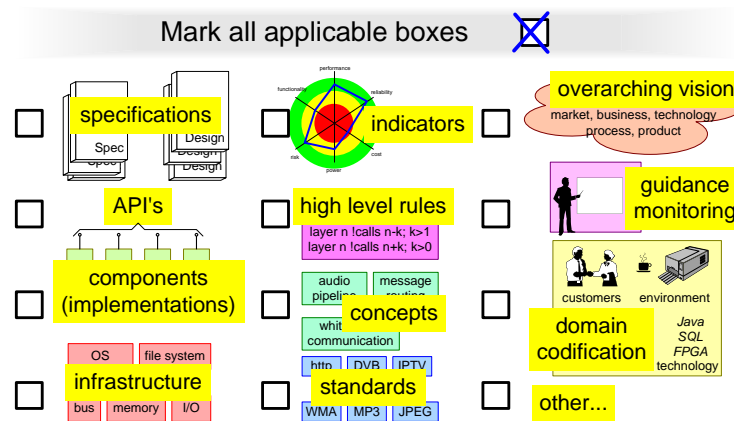 Mark all applicable boxes
specifications
Spec
Spec
Design
Design
Design
performance
functionality
reliability
risk
cost
power
indicators
overarching vision
market, business, technology
process, product
API's
high level rules
layer n !calls n-k; k>1
layer n !calls n+k; k>0
guidance
monitoring
components
(implementations)
audio
pipeline
message
routing
concepts
communication
customers
environment
domain
codification
Java
SQL
FPGA
technology
OS
file system
infrastructure
bus
memory
I/O
http
DVB
IPTV
standards
WMA
MP3
JPEG
other...